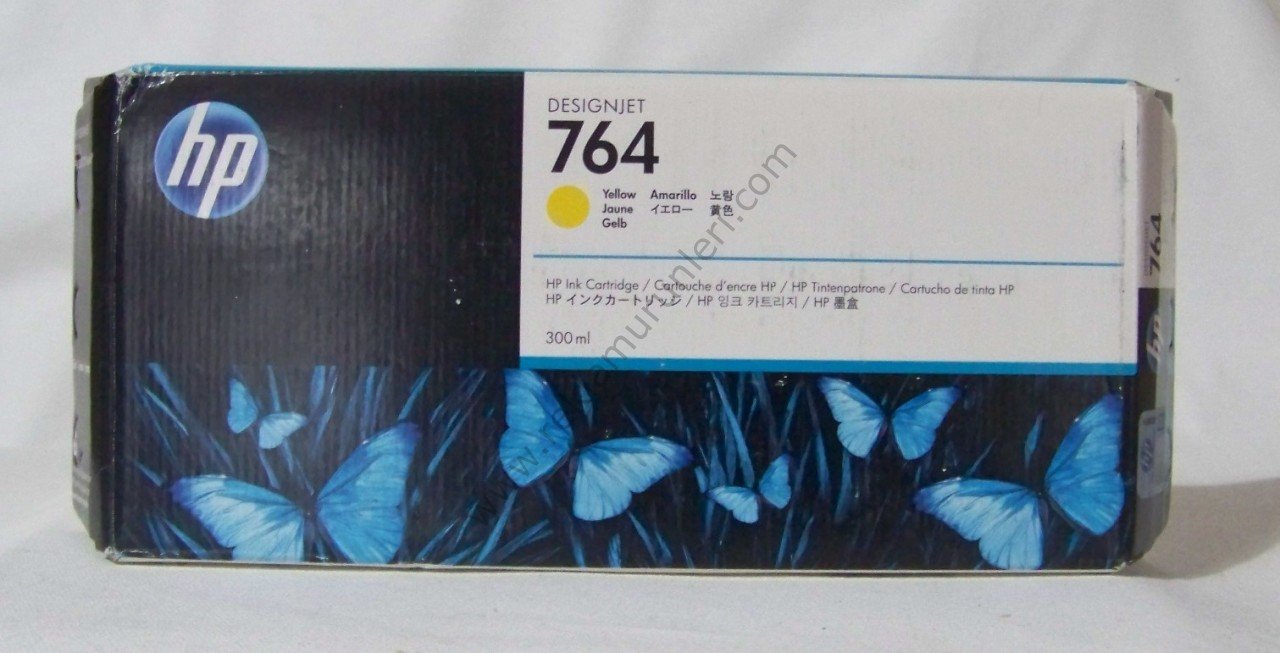 hp
DESIGNJET
764
Yellow Amarillo 노랑
Jaune イエロー 黄色
Gelb
HP Ink Cartridge / Cartouche d'encre HP / HP Tintenpatrone / Cartucho de tinta HP
HP インクカートリッジ / HP 잉크 카트리지 / HP 墨盒
300 ml
764
hp